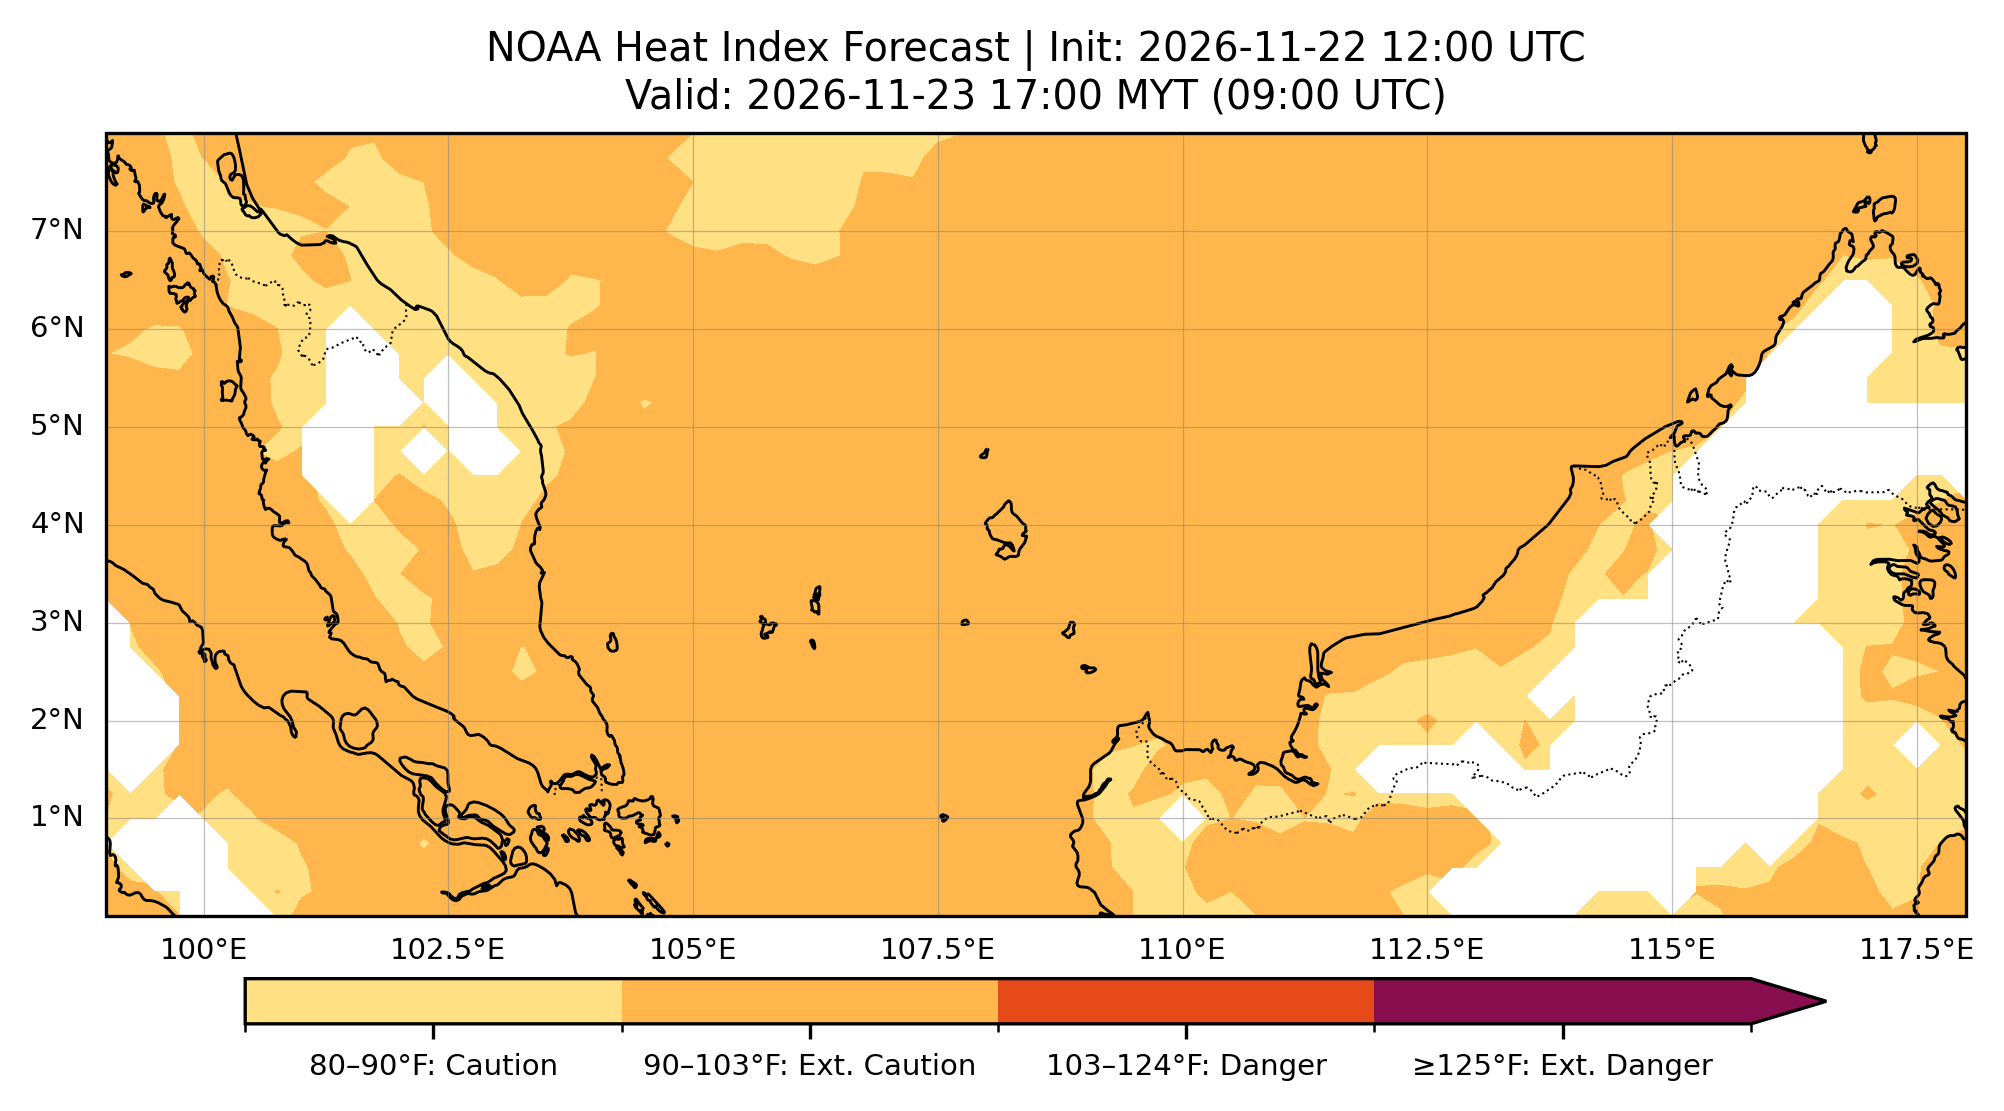 NOAA Heat Index Forecast | Init: 2026-11-22 12:00 UTC
Valid: 2026-11-23 17:00 MYT (09:00 UTC)
7°N
6°N
5°N
4°N
3°N
2°N
1°N
100°E
102.5°E
105°E
107.5°E
110°E
112.5°E
115°E
117.5°E
80–90°F: Caution
90–103°F: Ext. Caution
103–124°F: Danger
≥125°F: Ext. Danger